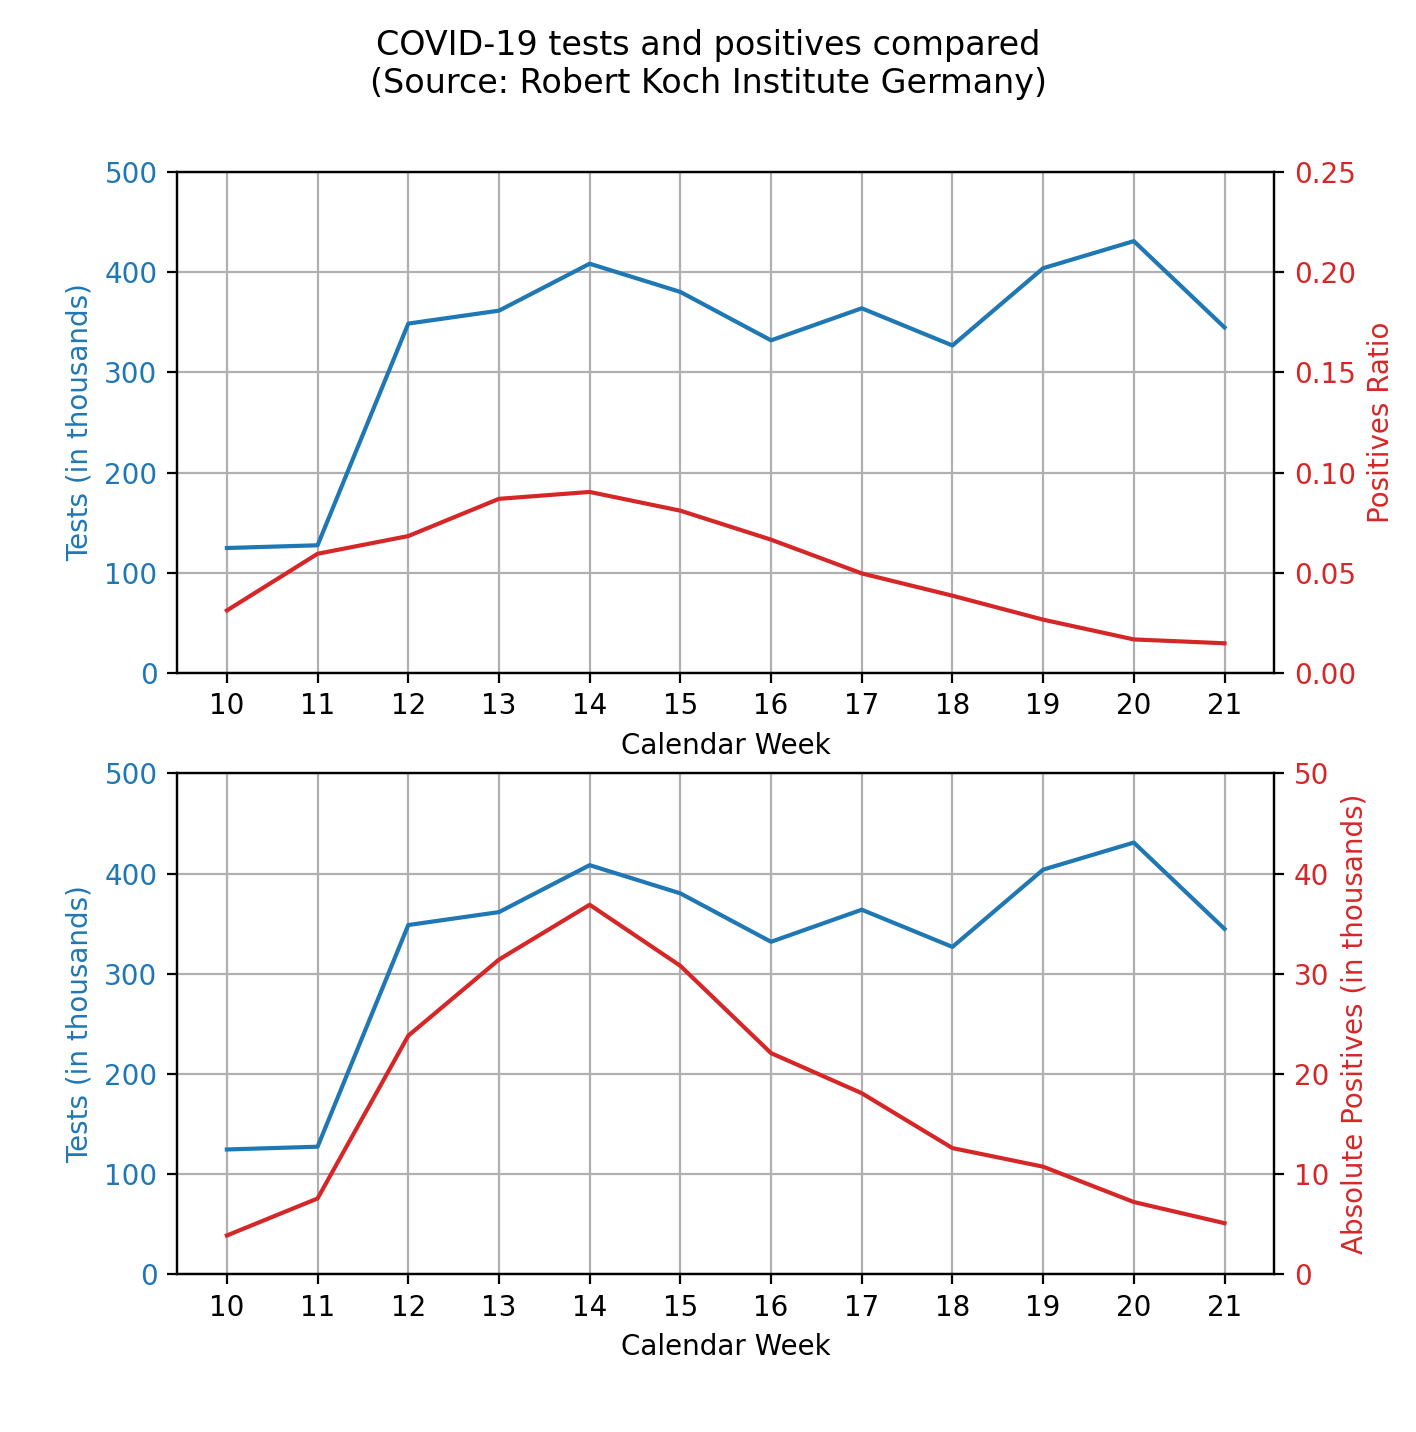 COVID-19 tests and positives compared
(Source: Robert Koch Institute Germany)
500
400
300
200
100
0
Tests (in thousands)
0.25
0.20
0.15
0.10
0.05
0.00
Positives Ratio
10 11 12 13 14 15 16 17 18 19 20 21
Calendar Week
500
400
300
200
100
0
Tests (in thousands)
50
40
30
20
10
0
Absolute Positives (in thousands)
10 11 12 13 14 15 16 17 18 19 20 21
Calendar Week